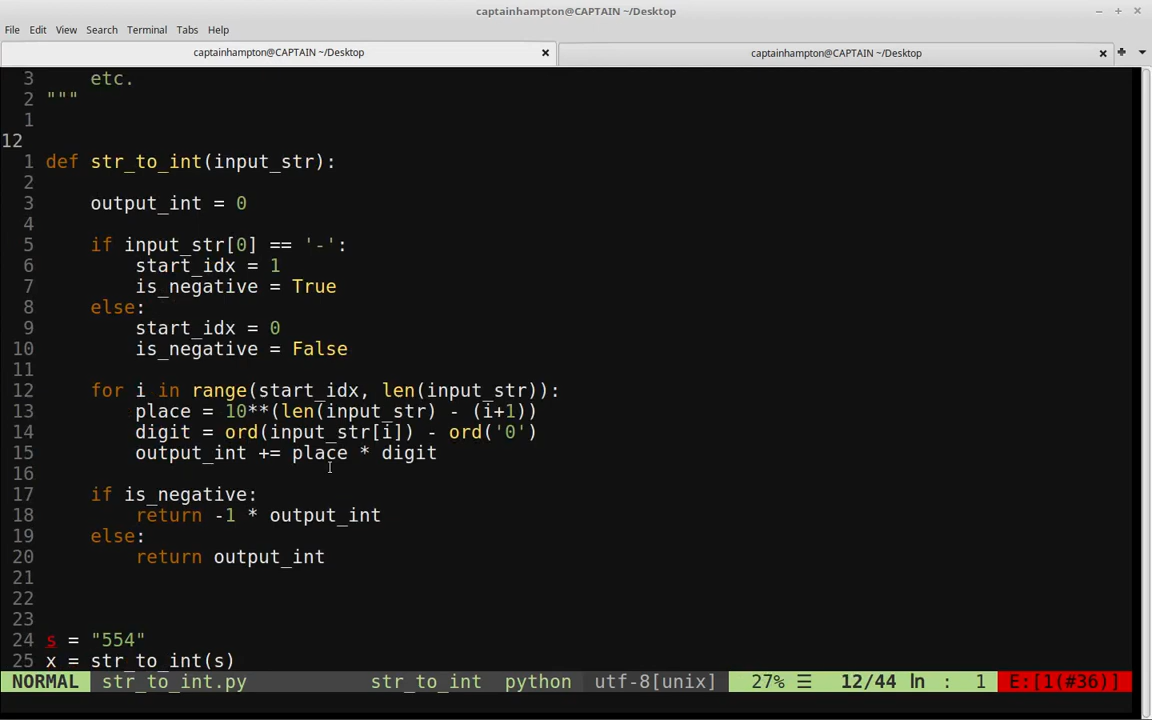 captainhampton@CAPTAIN ~/Desktop
File Edit View Search Terminal Tabs Help
captainhampton@CAPTAIN ~/Desktop captainhampton@CAPTAIN ~/Desktop
3     etc.
2 """
1
12
1 def str_to_int(input_str):
2
3     output_int = 0
4
5     if input_str[0] == '-':
6         start_idx = 1
7         is_negative = True
8     else:
9         start_idx = 0
10         is_negative = False
11
12     for i in range(start_idx, len(input_str)):
13         place = 10**(len(input_str) - (i+1))
14         digit = ord(input_str[i]) - ord('0')
15         output_int += place * digit
16
17     if is_negative:
18         return -1 * output_int
19     else:
20         return output_int
21
22
23
24 s = "554"
25 x = str_to_int(s)
NORMAL str_to_int.py str_to_int python utf-8[unix] 27% ☰ 12/44 ln : 1 E:[1(#36)]